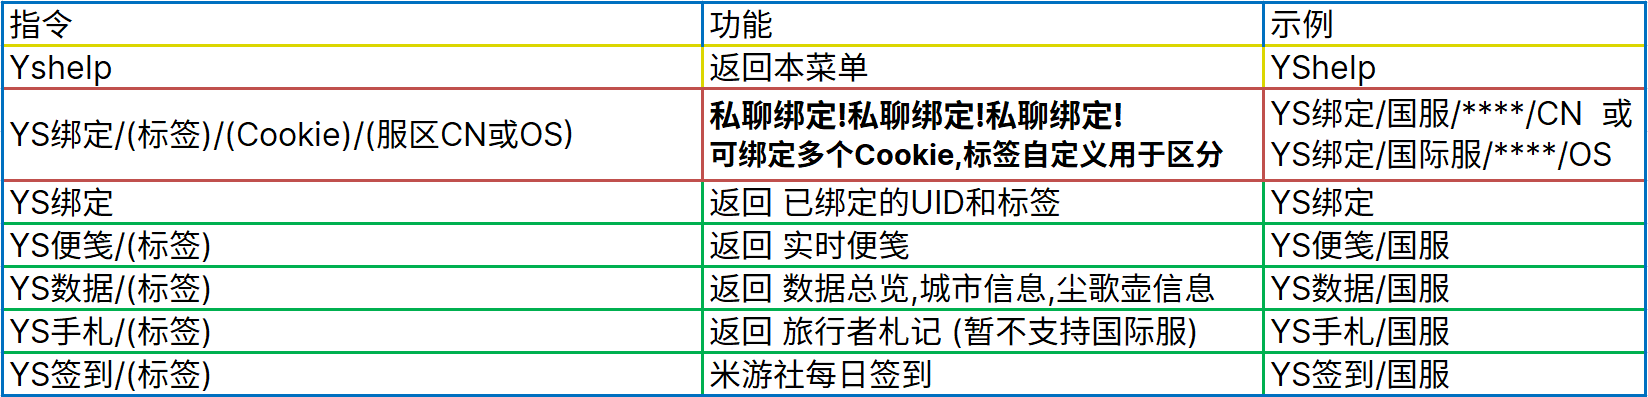 指令 功能 示例
Yshelp 返回本菜单 YShelp
YS绑定/(标签)/(Cookie)/(服区CN或OS) 私聊绑定!私聊绑定!私聊绑定! YS绑定/国服/****/CN 或
可绑定多个Cookie,标签自定义用于区分 YS绑定/国际服/****/OS
YS绑定 返回 已绑定的UID和标签 YS绑定
YS便笺/(标签) 返回 实时便笺 YS便笺/国服
YS数据/(标签) 返回 数据总览,城市信息,尘歌壶信息 YS数据/国服
YS手札/(标签) 返回 旅行者札记 (暂不支持国际服) YS手札/国服
YS签到/(标签) 米游社每日签到 YS签到/国服